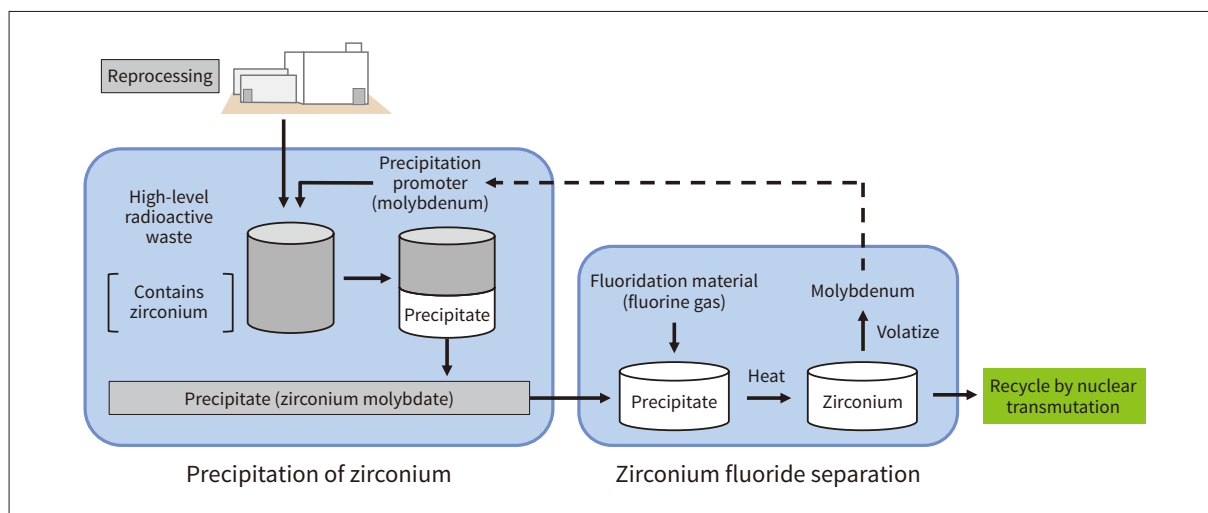 Reprocessing
Precipitation
promoter
(molybdenum)
High-level
radioactive
waste
Contains
zirconium
Precipitate
Precipitate (zirconium molybdate)
Precipitation of zirconium
Fluoridation material
(fluorine gas)
Molybdenum
Volatize
Precipitate
Heat
Zirconium
Recycle by nuclear
transmutation
Zirconium fluoride separation